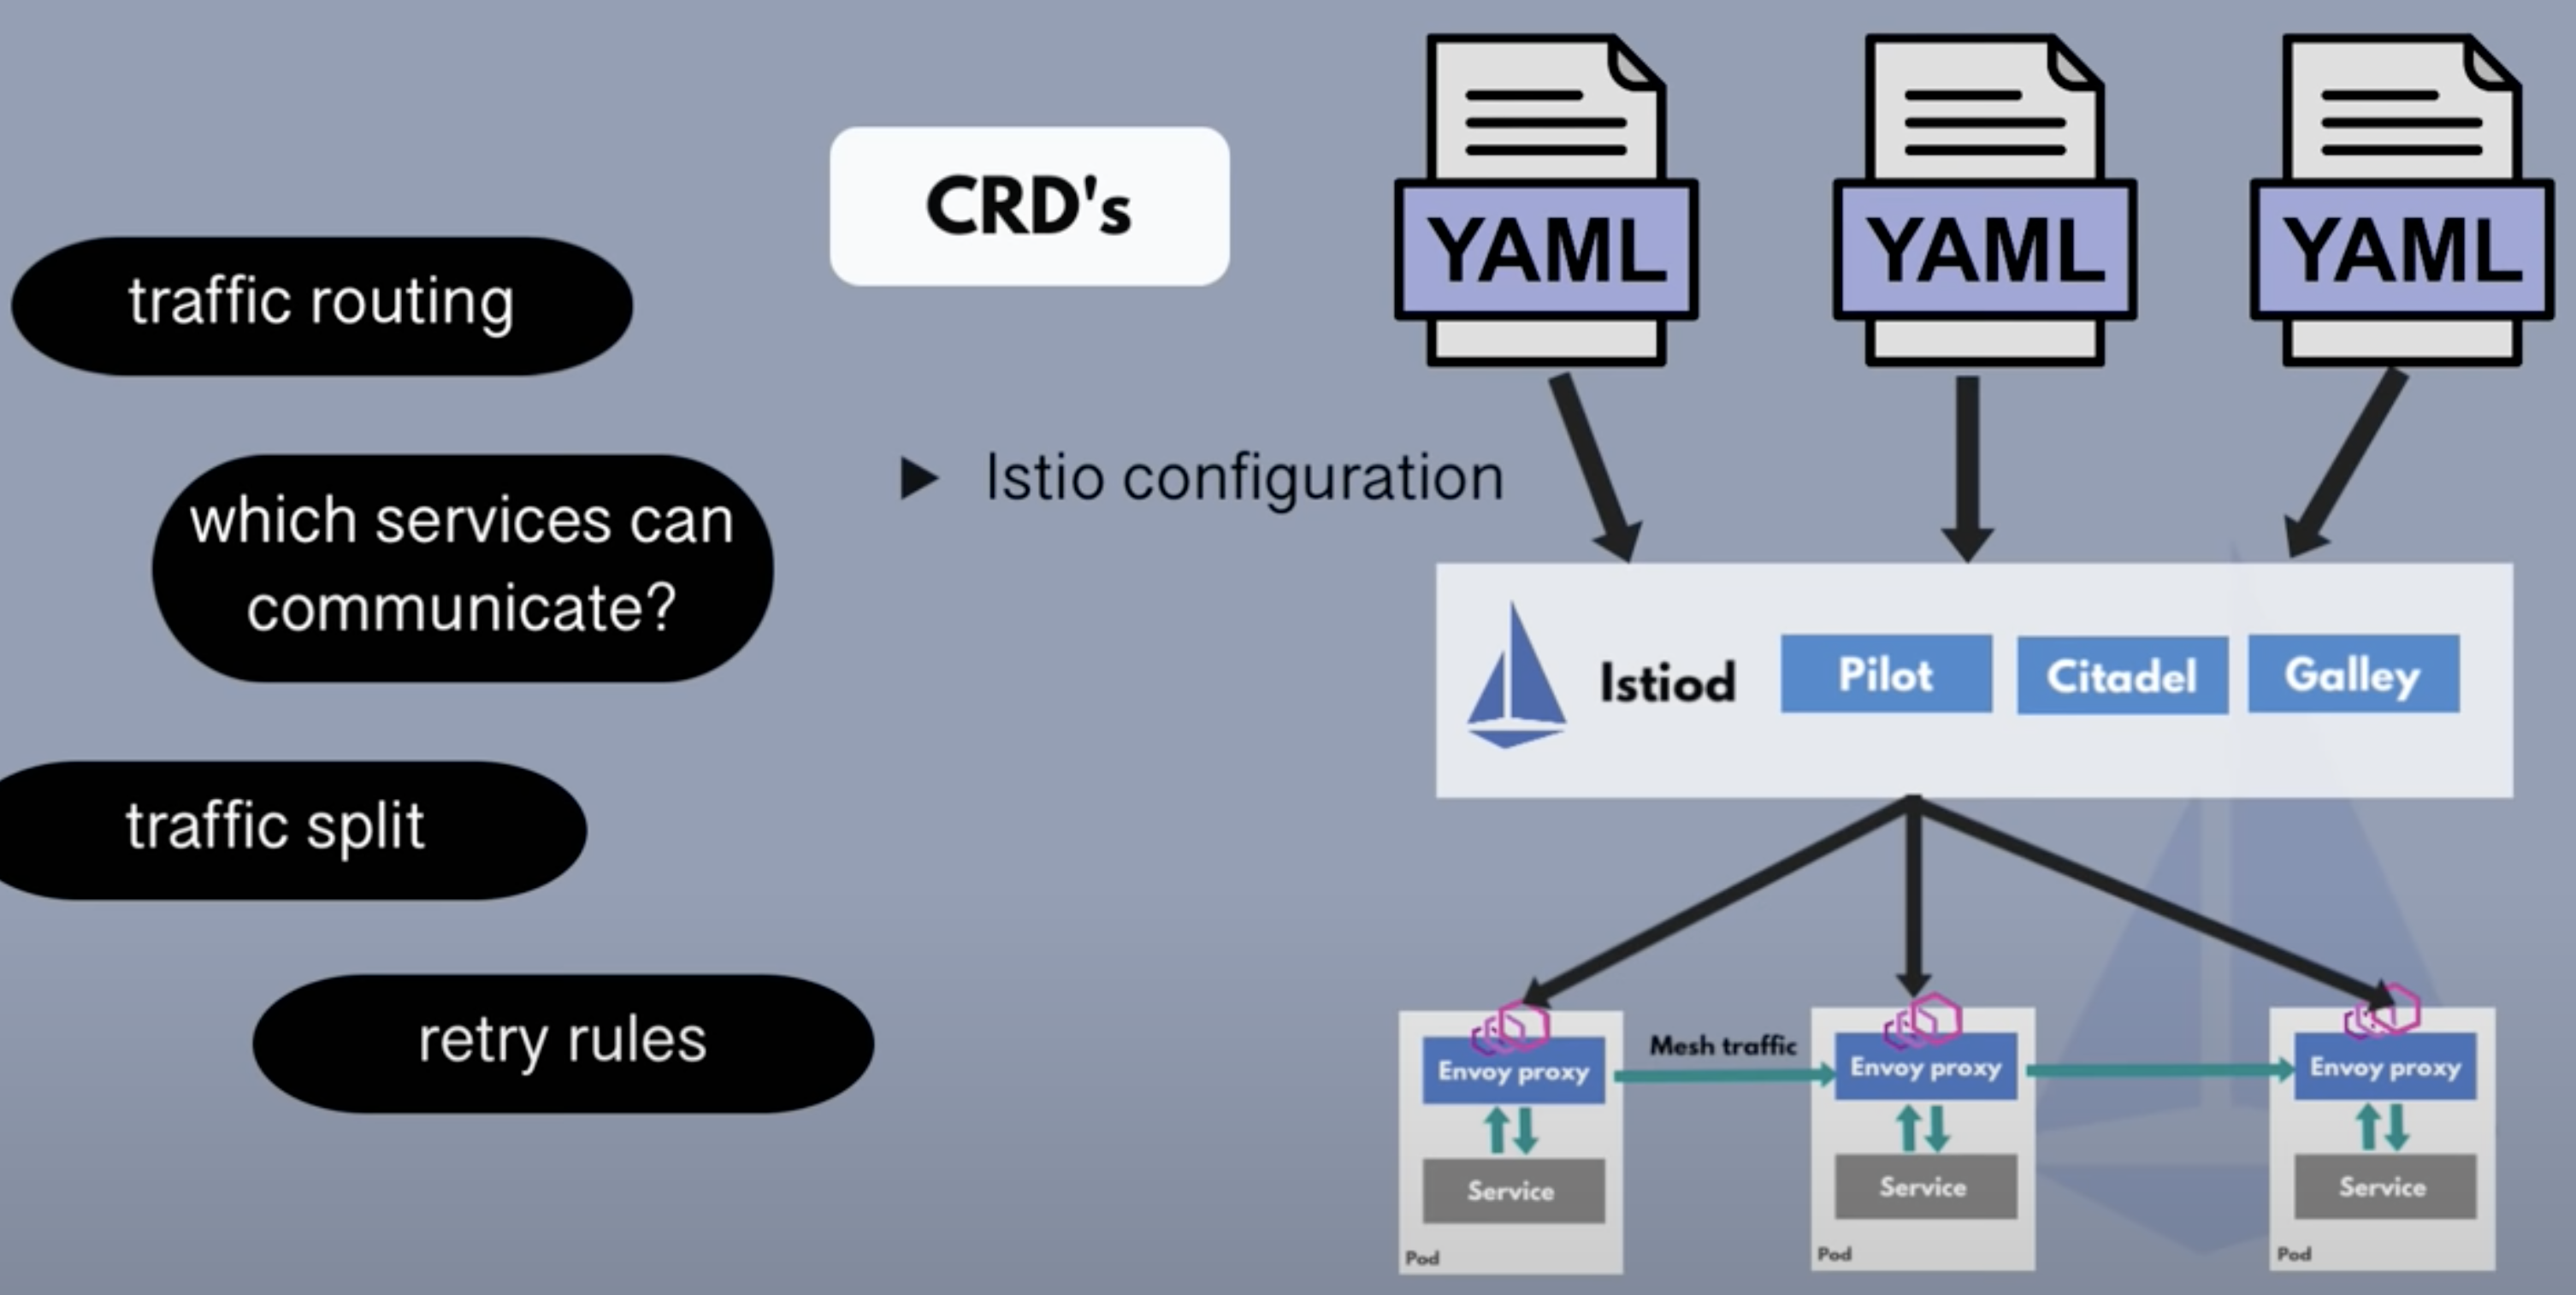 CRD's
YAML
YAML
YAML
traffic routing
Istio configuration
which services can
communicate?
Istiod
Pilot
Citadel
Galley
traffic split
retry rules
Envoy proxy
Mesh traffic
Envoy proxy
Envoy proxy
Service
Service
Service
Pod
Pod
Pod